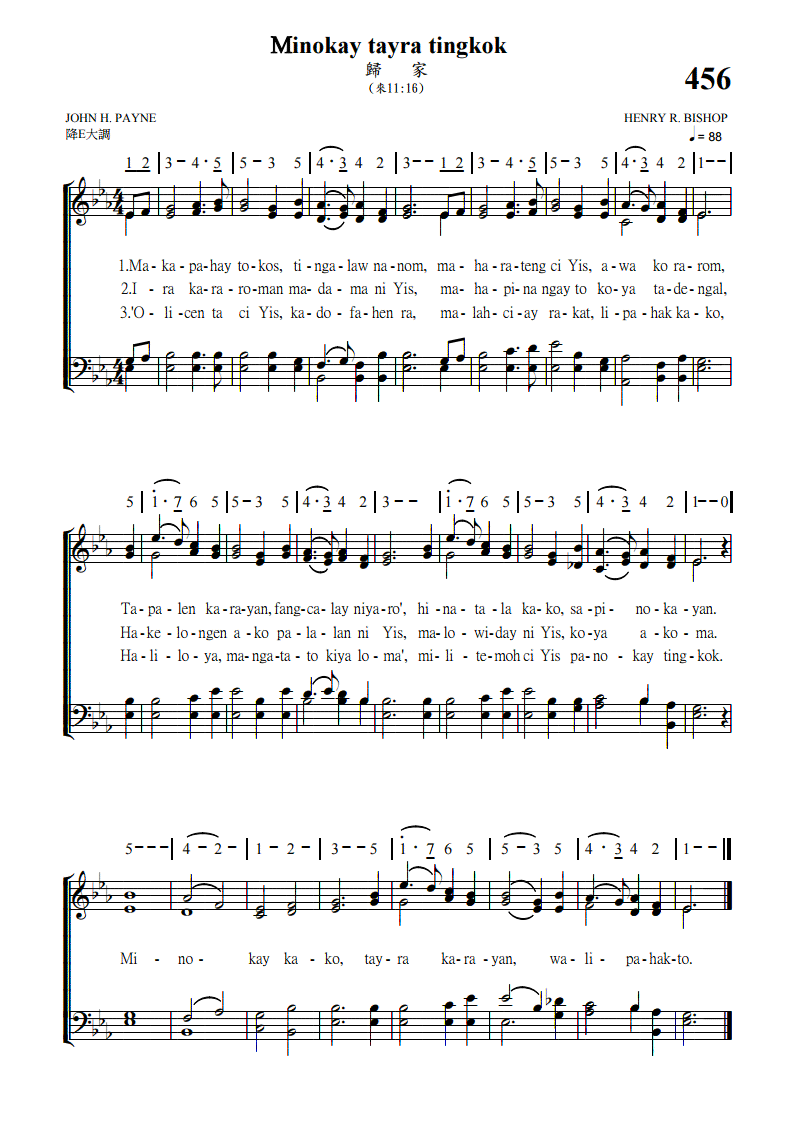 Minokay tayra tingkok
歸 家
（來11:16）
456
JOHN H. PAYNE
HENRY R. BISHOP
降E大調
♩ = 88
1 2 | 3 - 4 · 5 | 5 - 3 5 | 4 · 3 4 2 | 3 - - 1 2 | 3 - 4 · 5 | 5 - 3 5 | 4 · 3 4 2 | 1 - - |
1.Ma - ka - pa-hay to-kos, ti - nga-law na-nom, ma - ha-ra-teng ci Yis, a-wa ko ra-rom,
2.I - ra ka-ra-ro-man ma-da-ma ni Yis, ma-ha-pi-na ngay to ko-ya ta-de-ngal,
3.'O - li-cen ta ci Yis, ka-do-fa-hen ra, ma-lah-ci-ay ra-kat, li-pa-hak ka-ko,
5 | 1 · 7 6 5 | 5 - 3 5 | 4 · 3 4 2 | 3 - - | 1 · 7 6 5 | 5 - 3 5 | 4 · 3 4 2 | 1 - - 0 |
Ta-pa-len ka-ra-yan, fang-ca-lay ni-ya-ro', hi-na-ta-la ka-ko, sa-pi-no-ka-yan.
Ha-ke-lo-ngen a-ko pa-la-lan ni Yis, ma-lo-wi-day ni Yis, ko-ya a-ko-ma.
Ha-li-lo-ya, ma-nga-ta-to ki-ya lo-ma', mi-li-te-moh ci Yis pa-no-kay ting-kok.
5 - - - | 4 - 2 - | 1 - 2 - | 3 - - 5 | 1 · 7 6 5 | 5 - 3 5 | 4 · 3 4 2 | 1 - - ||
Mi - no - kay ka - ko, tay - ra ka-ra-yan, wa-li-pa-hak-to.